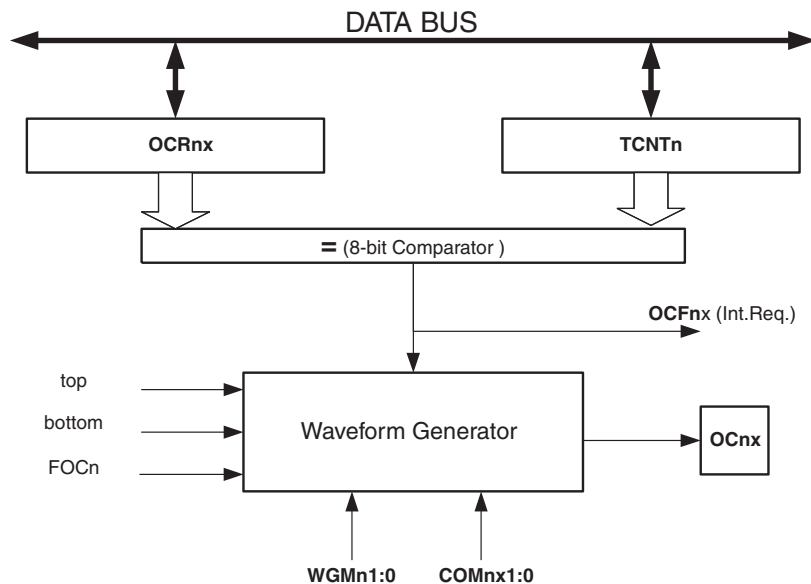 DATA BUS
OCRnx
TCNTn
= (8-bit Comparator )
OCFnx (Int.Req.)
top
bottom
FOCn
Waveform Generator
OCnx
WGMn1:0
COMnx1:0